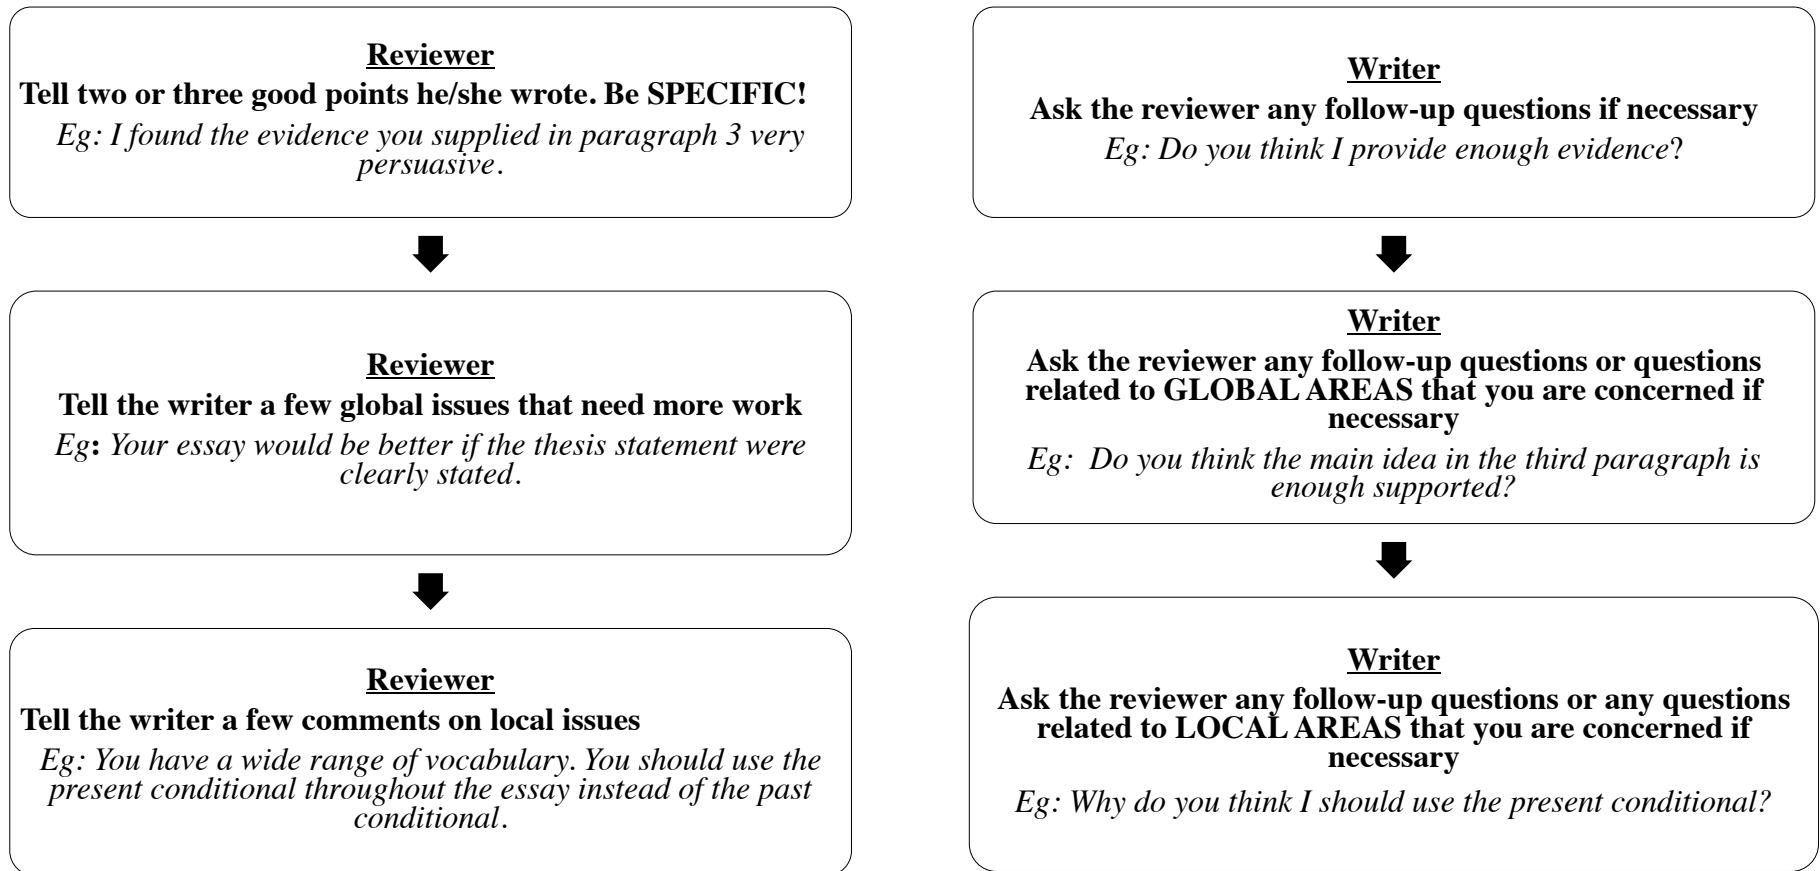 Reviewer
Tell two or three good points he/she wrote. Be SPECIFIC!
Eg: I found the evidence you supplied in paragraph 3 very
persuasive.
Reviewer
Tell the writer a few global issues that need more work
Eg: Your essay would be better if the thesis statement were
clearly stated.
Reviewer
Tell the writer a few comments on local issues
Eg: You have a wide range of vocabulary. You should use the
present conditional throughout the essay instead of the past
conditional.
Writer
Ask the reviewer any follow-up questions if necessary
Eg: Do you think I provide enough evidence?
Writer
Ask the reviewer any follow-up questions or questions
related to GLOBAL AREAS that you are concerned if
necessary
Eg: Do you think the main idea in the third paragraph is
enough supported?
Writer
Ask the reviewer any follow-up questions or any questions
related to LOCAL AREAS that you are concerned if
necessary
Eg: Why do you think I should use the present conditional?